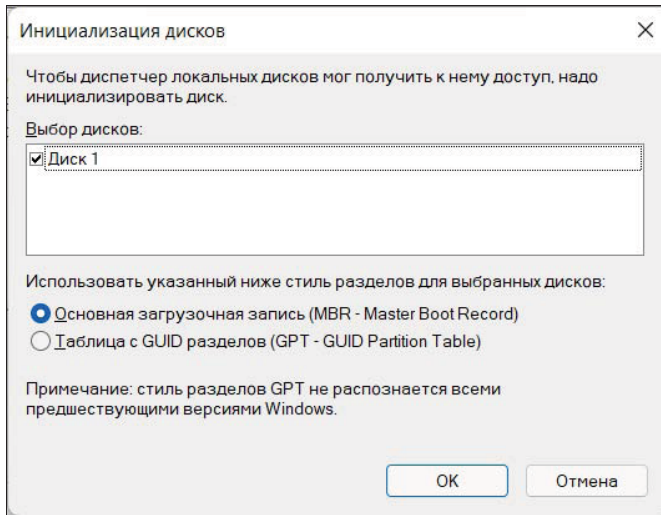 Инициализация дисков
Чтобы диспетчер локальных дисков мог получить к нему доступ, надо
инициализировать диск.
Выбор дисков:
Диск 1
Использовать указанный ниже стиль разделов для выбранных дисков:
Основная загрузочная запись (MBR - Master Boot Record)
Таблица с GUID разделов (GPT - GUID Partition Table)
Примечание: стиль разделов GPT не распознается всеми
предшествующими версиями Windows.
ОК
Отмена